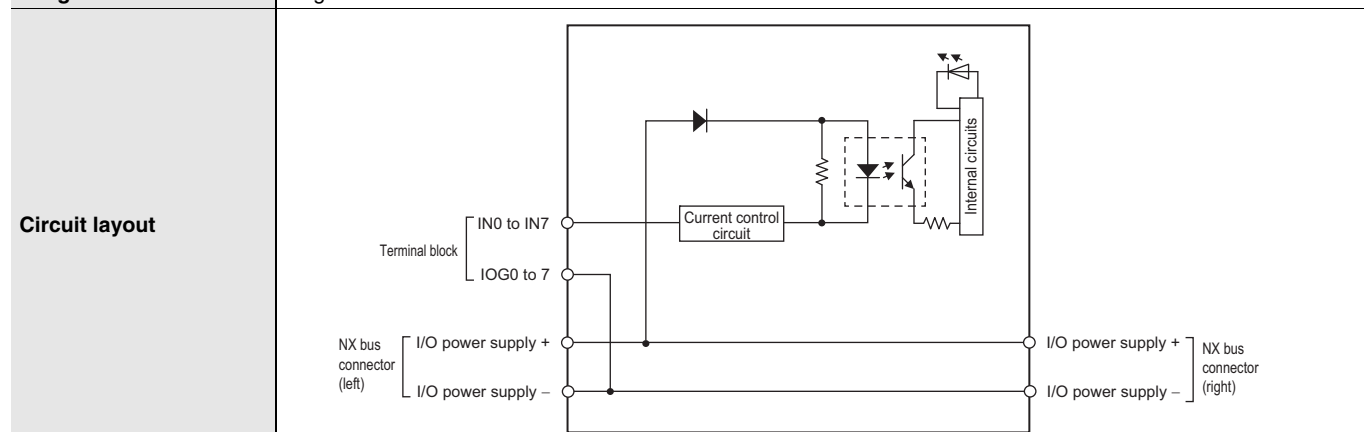 Circuit layout
Terminal block
IN0 to IN7
IOG0 to 7
Current control
circuit
Internal circuits
NX bus
connector
(left)
I/O power supply +
I/O power supply −
I/O power supply +
I/O power supply −
NX bus
connector
(right)